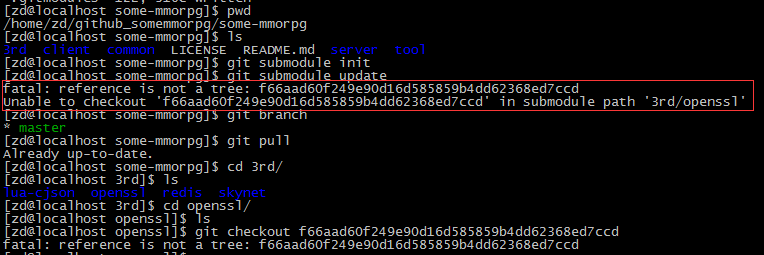 [zd@localhost some-mmorpg]$ pwd
/home/zd/github_somemmorpg/some-mmorpg
[zd@localhost some-mmorpg]$ ls
3rd client common LICENSE README.md server tool
[zd@localhost some-mmorpg]$ git submodule init
[zd@localhost some-mmorpg]$ git submodule update
fatal: reference is not a tree: f66aad60f249e90d16d585859b4dd62368ed7ccd
Unable to checkout 'f66aad60f249e90d16d585859b4dd62368ed7ccd' in submodule path '3rd/openssl'
[zd@localhost some-mmorpg]$ git branch
* master
[zd@localhost some-mmorpg]$ git pull
Already up-to-date.
[zd@localhost some-mmorpg]$ cd 3rd/
[zd@localhost 3rd]$ ls
lua-cjson openssl redis skynet
[zd@localhost 3rd]$ cd openssl/
[zd@localhost openssl]$ ls
[zd@localhost openssl]$ git checkout f66aad60f249e90d16d585859b4dd62368ed7ccd
fatal: reference is not a tree: f66aad60f249e90d16d585859b4dd62368ed7ccd